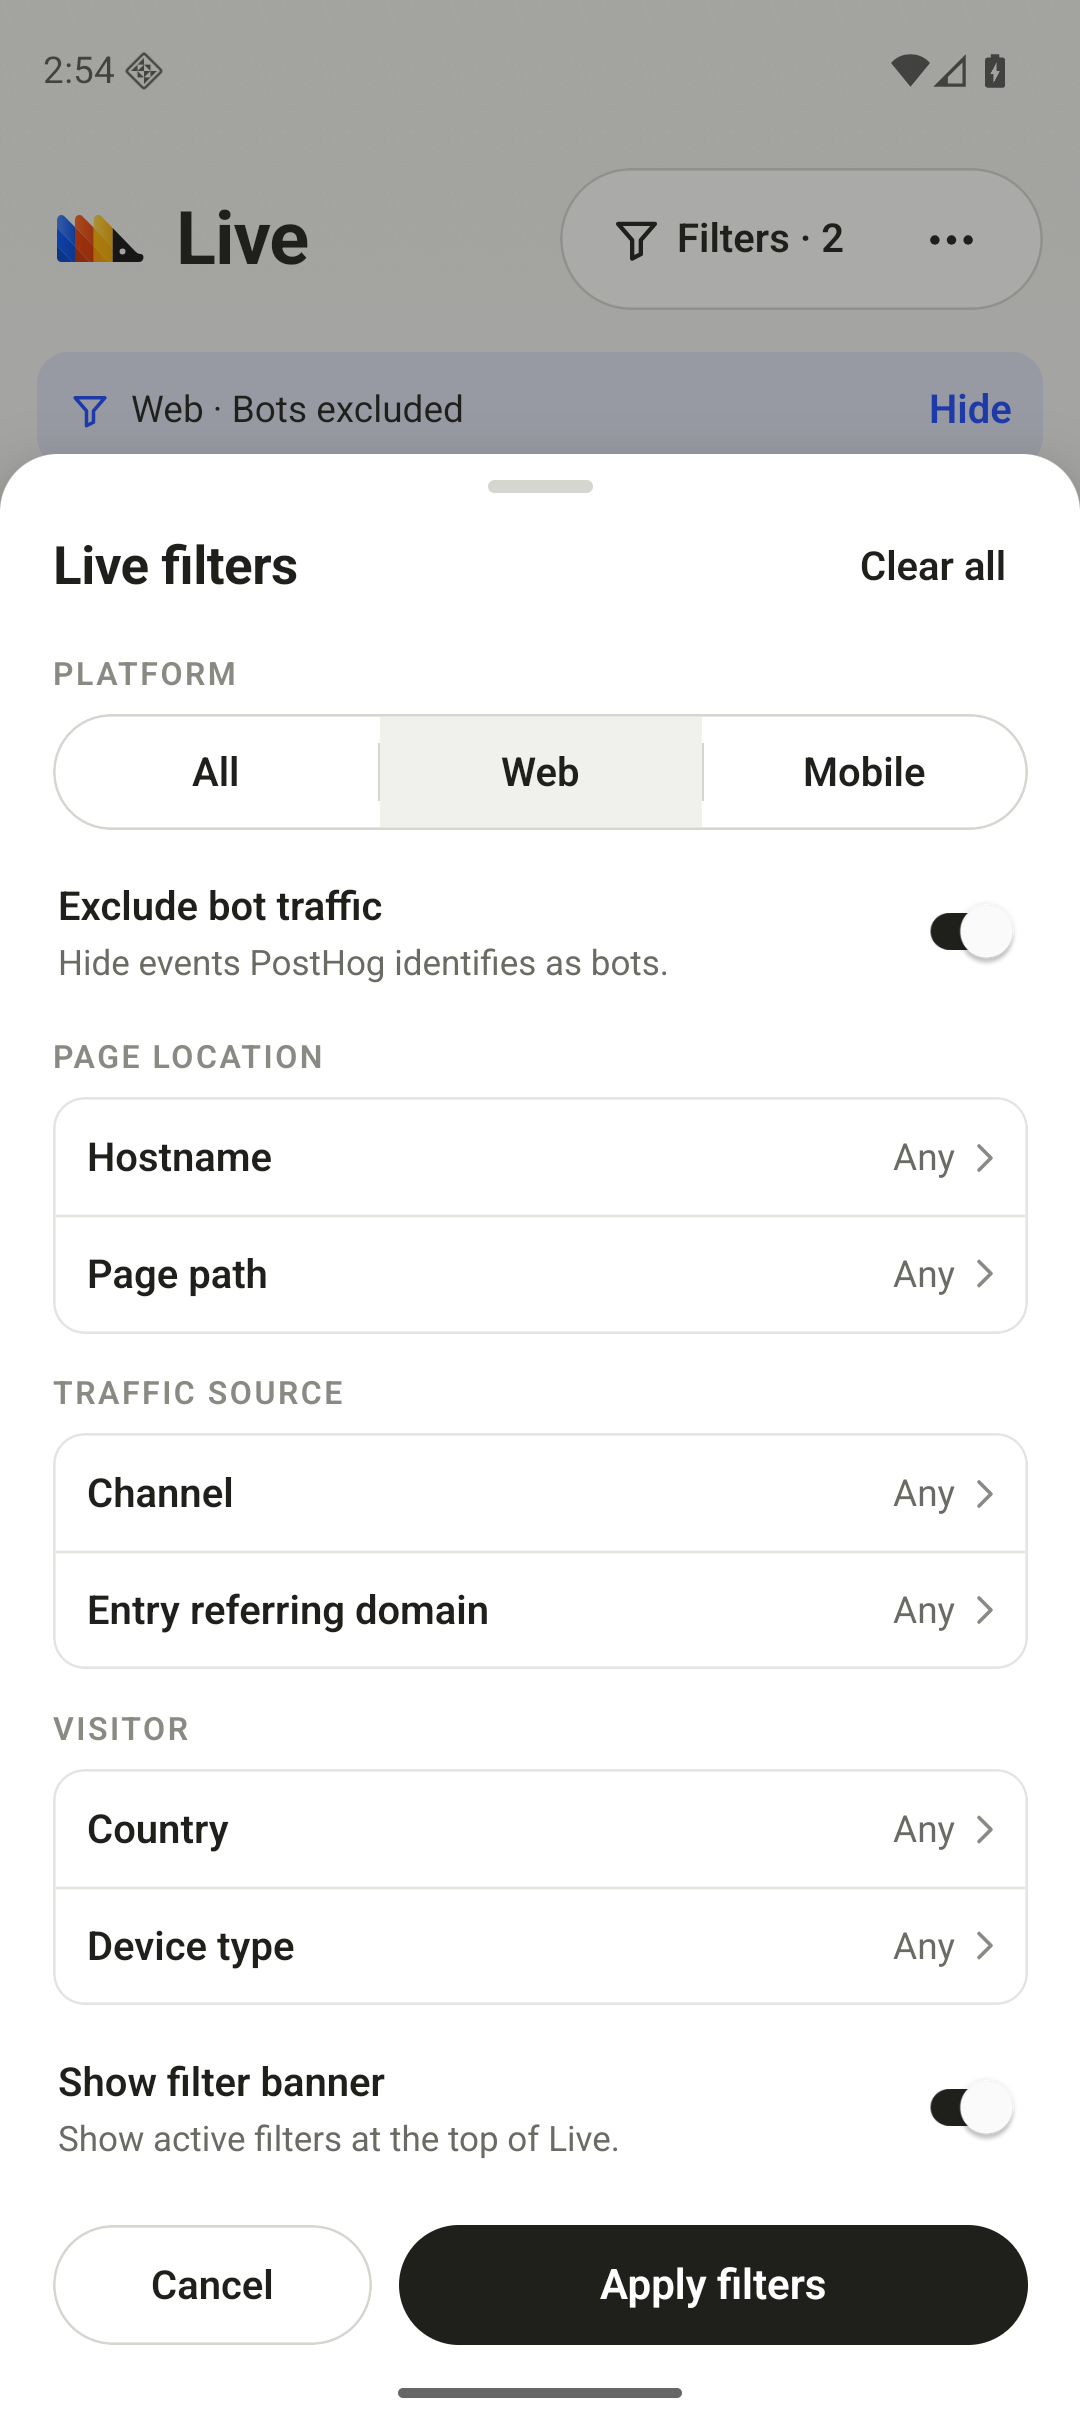 2:54
Live
Filters · 2
Web · Bots excluded
Hide
Live filters
Clear all
PLATFORM
All
Web
Mobile
Exclude bot traffic
Hide events PostHog identifies as bots.
PAGE LOCATION
Hostname
Any
Page path
Any
TRAFFIC SOURCE
Channel
Any
Entry referring domain
Any
VISITOR
Country
Any
Device type
Any
Show filter banner
Show active filters at the top of Live.
Cancel
Apply filters